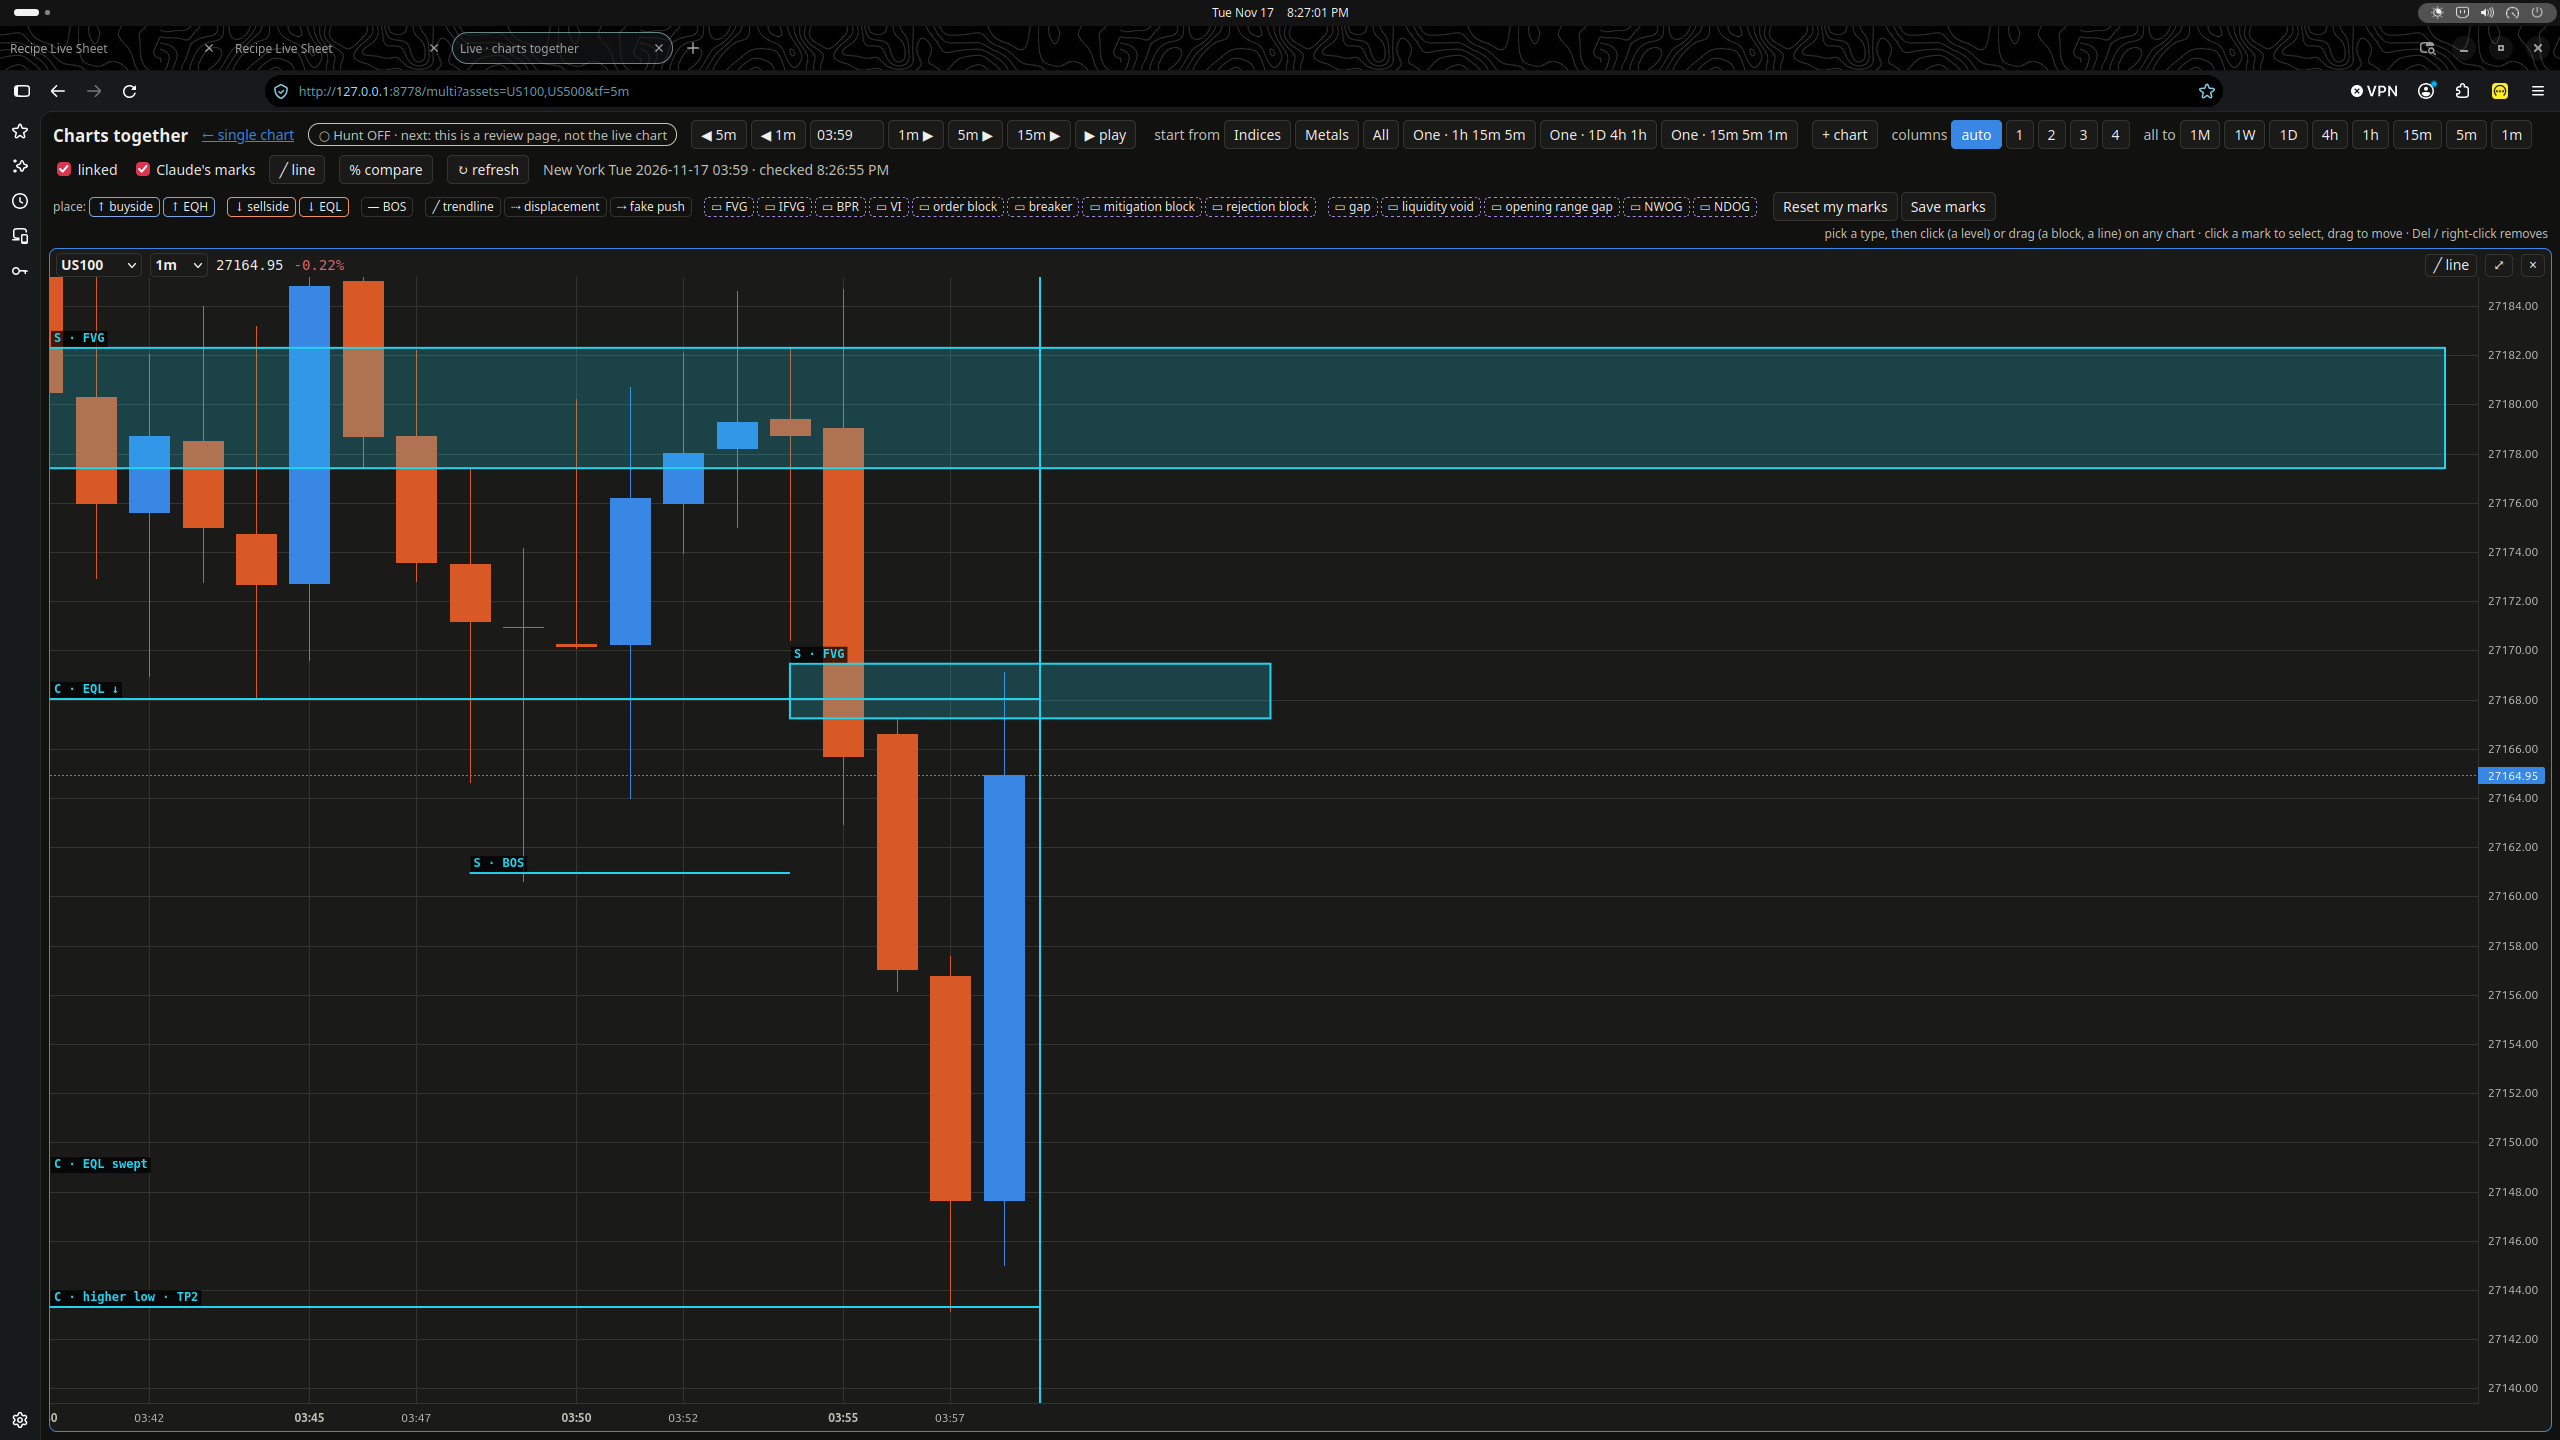 Tue Nov 17 8:27:01 PM
Recipe Live Sheet
Recipe Live Sheet
Live · charts together
http://127.0.0.1:8778/multi?assets=US100,US500&tf=5m
VPN
Charts together ← single chart ○ Hunt OFF · next: this is a review page, not the live chart ◀ 5m ◀ 1m 03:59 1m ▶ 5m ▶ 15m ▶ ▶ play start from Indices Metals All One · 1h 15m 5m One · 1D 4h 1h One · 15m 5m 1m + chart columns auto 1 2 3 4 all to 1M 1W 1D 4h 1h 15m 5m 1m
linked Claude's marks ╱ line % compare ↻ refresh New York Tue 2026-11-17 03:59 · checked 8:26:55 PM
place: ↑ buyside ↑ EQH ↓ sellside ↓ EQL — BOS ╱ trendline → displacement → fake push ▭ FVG ▭ IFVG ▭ BPR ▭ VI ▭ order block ▭ breaker ▭ mitigation block ▭ rejection block ▭ gap ▭ liquidity void ▭ opening range gap ▭ NWOG ▭ NDOG Reset my marks Save marks
pick a type, then click (a level) or drag (a block, a line) on any chart · click a mark to select, drag to move · Del / right-click removes
US100 1m 27164.95 -0.22% ╱ line ⤢ ×
27184.00
S · FVG
27182.00
27180.00
27178.00
27176.00
27174.00
27172.00
27170.00
S · FVG
C · EQL ↓
27168.00
27166.00
27164.95
27164.00
27162.00
S · BOS
27160.00
27158.00
27156.00
27154.00
27152.00
27150.00
C · EQL swept
27148.00
27146.00
27144.00
C · higher low · TP2
27142.00
27140.00
0 03:42 03:45 03:47 03:50 03:52 03:55 03:57